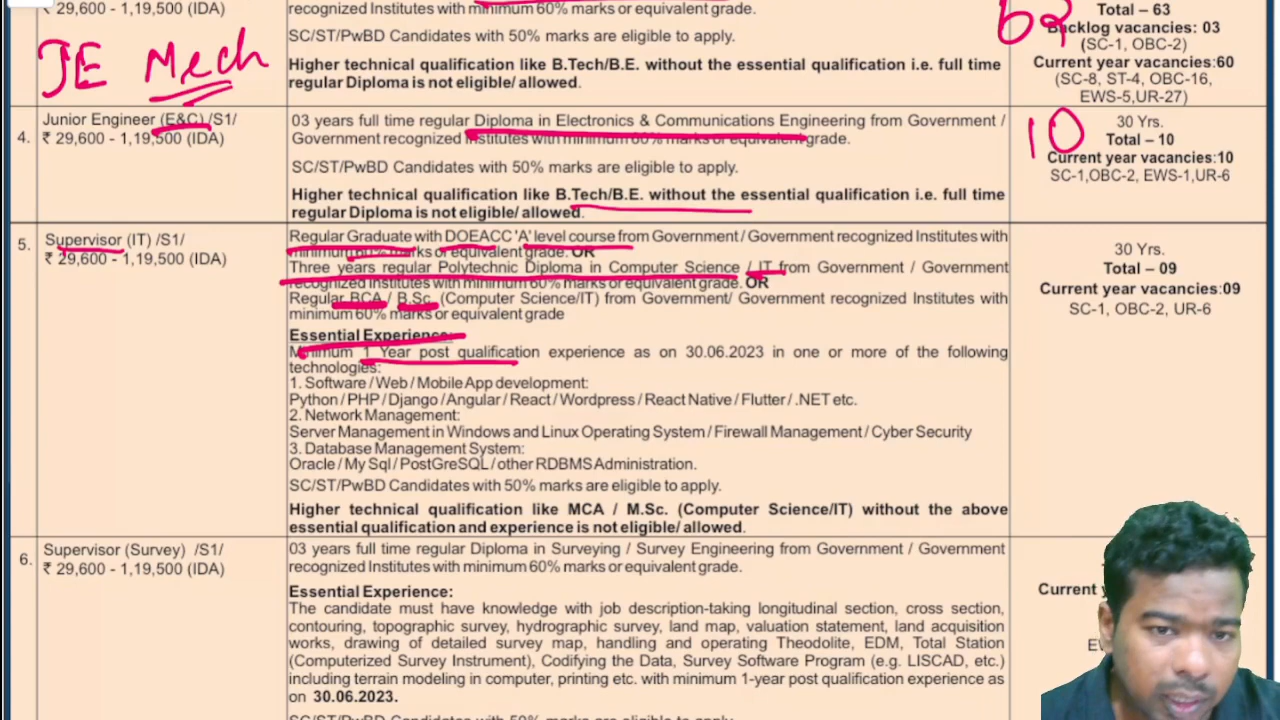 ₹ 29,600 - 1,19,500 (IDA)
recognized Institutes with minimum 60% marks or equivalent grade.
SC/ST/PwBD Candidates with 50% marks are eligible to apply.
Higher technical qualification like B.Tech/B.E. without the essential qualification i.e. full time
regular Diploma is not eligible/ allowed.
Total – 63
Backlog vacancies: 03
(SC-1, OBC-2)
Current year vacancies:60
(SC-8, ST-4, OBC-16,
EWS-5,UR-27)
JE Mech
4.
Junior Engineer (E&C) /S1/
₹ 29,600 - 1,19,500 (IDA)
03 years full time regular Diploma in Electronics & Communications Engineering from Government /
Government recognized Institutes with minimum 60% marks or equivalent grade.
SC/ST/PwBD Candidates with 50% marks are eligible to apply.
Higher technical qualification like B.Tech/B.E. without the essential qualification i.e. full time
regular Diploma is not eligible/ allowed.
10
30 Yrs.
Total – 10
Current year vacancies:10
SC-1,OBC-2, EWS-1,UR-6
5.
Supervisor (IT) /S1/
₹ 29,600 - 1,19,500 (IDA)
Regular Graduate with DOEACC 'A' level course from Government / Government recognized Institutes with
minimum 60% marks or equivalent grade. OR
Three years regular Polytechnic Diploma in Computer Science / IT from Government / Government
recognized Institutes with minimum 60% marks or equivalent grade. OR
Regular BCA / B.Sc. (Computer Science/IT) from Government/ Government recognized Institutes with
minimum 60% marks or equivalent grade
Essential Experience:
Minimum 1 Year post qualification experience as on 30.06.2023 in one or more of the following
technologies:
1. Software / Web / Mobile App development:
Python / PHP / Django / Angular / React / Wordpress / React Native / Flutter / .NET etc.
2. Network Management:
Server Management in Windows and Linux Operating System / Firewall Management / Cyber Security
3. Database Management System:
Oracle / My Sql / PostGreSQL / other RDBMS Administration.
SC/ST/PwBD Candidates with 50% marks are eligible to apply.
Higher technical qualification like MCA / M.Sc. (Computer Science/IT) without the above
essential qualification and experience is not eligible/ allowed.
30 Yrs.
Total – 09
Current year vacancies:09
SC-1, OBC-2, UR-6
6.
Supervisor (Survey) /S1/
₹ 29,600 - 1,19,500 (IDA)
03 years full time regular Diploma in Surveying / Survey Engineering from Government / Government
recognized Institutes with minimum 60% marks or equivalent grade.
Essential Experience:
The candidate must have knowledge with job description-taking longitudinal section, cross section,
contouring, topographic survey, hydrographic survey, land map, valuation statement, land acquisition
works, drawing of detailed survey map, handling and operating Theodolite, EDM, Total Station
(Computerized Survey Instrument), Codifying the Data, Survey Software Program (e.g. LISCAD, etc.)
including terrain modeling in computer, printing etc. with minimum 1-year post qualification experience as
on 30.06.2023.
SC/ST/PwBD Candidates with 50% marks are eligible to apply.
Current